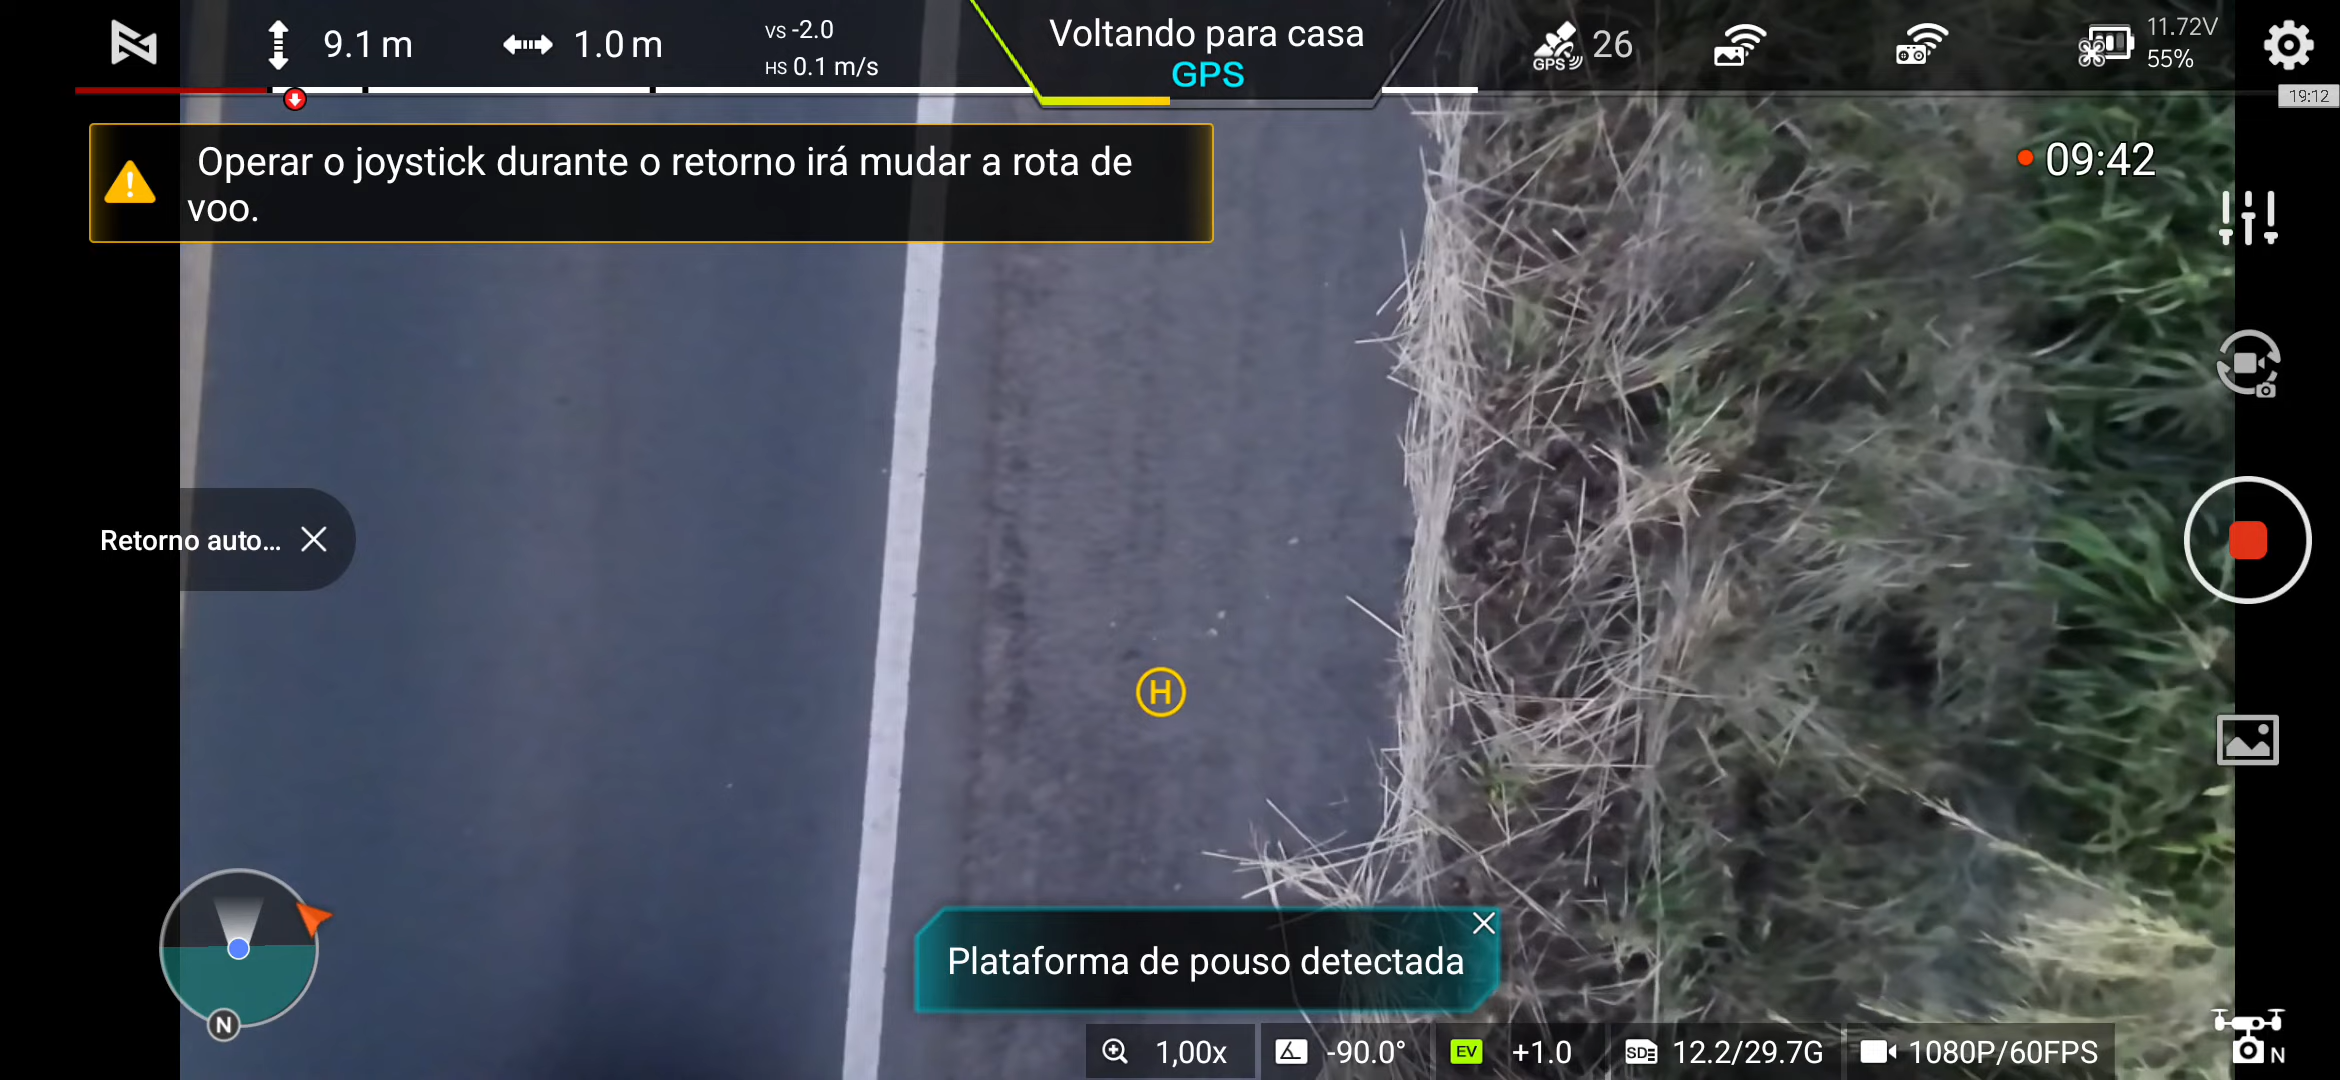 9.1 m
1.0 m
VS -2.0
HS 0.1 m/s
Voltando para casa
GPS
GPS
26
11.72V
55%
19:12
Operar o joystick durante o retorno irá mudar a rota de
voo.
09:42
Retorno auto...
H
Plataforma de pouso detectada
N
1,00x
-90.0°
EV +1.0
SD 12.2/29.7G
1080P/60FPS
N